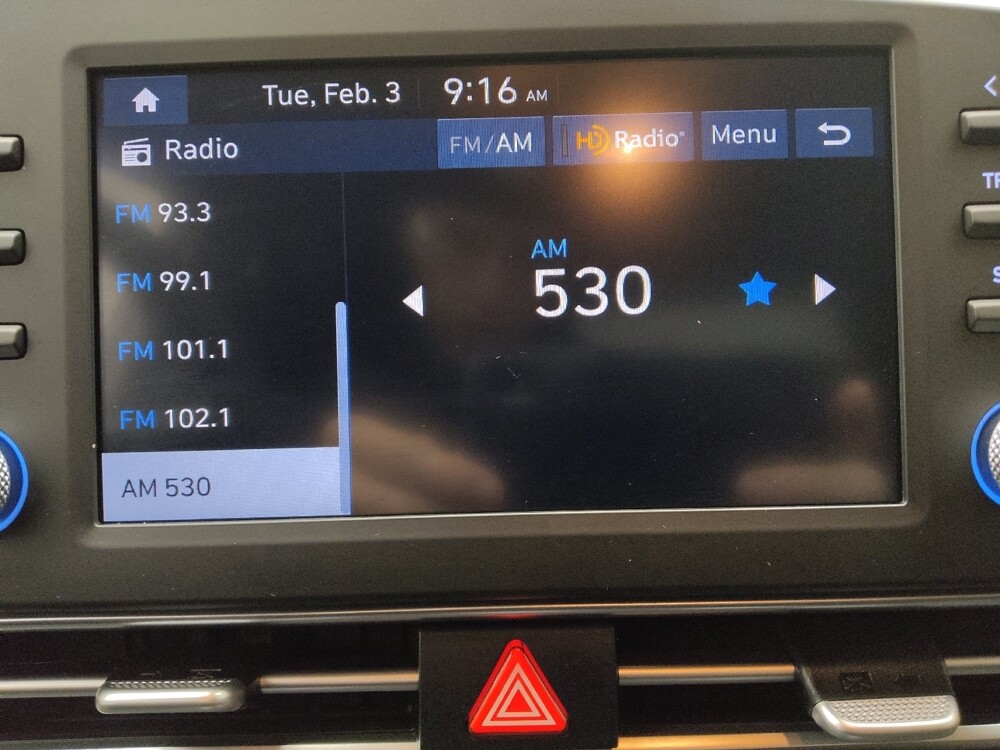 Tue, Feb. 3 9:16 AM
Radio FM/AM HD Radio® Menu
FM 93.3
FM 99.1
FM 101.1
FM 102.1
AM 530
AM
530